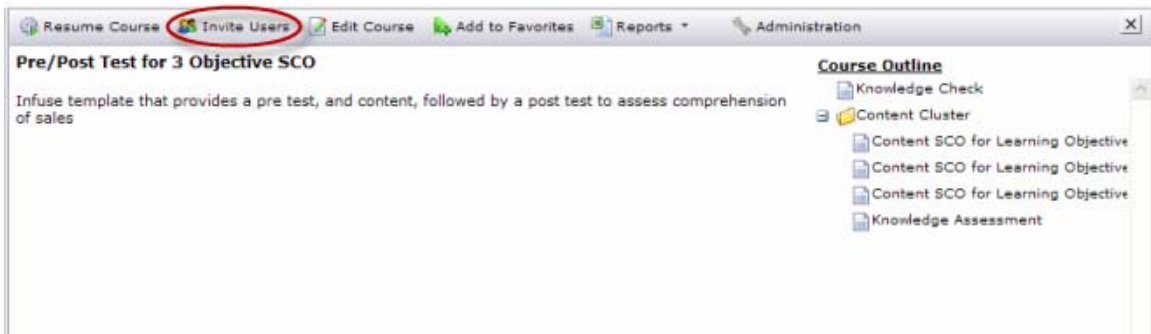 Resume Course Invite Users Edit Course Add to Favorites Reports Administration
Pre/Post Test for 3 Objective SCO
Infuse template that provides a pre test, and content, followed by a post test to assess comprehension
of sales
Course Outline
Knowledge Check
Content Cluster
Content SCO for Learning Objective
Content SCO for Learning Objective
Content SCO for Learning Objective
Knowledge Assessment